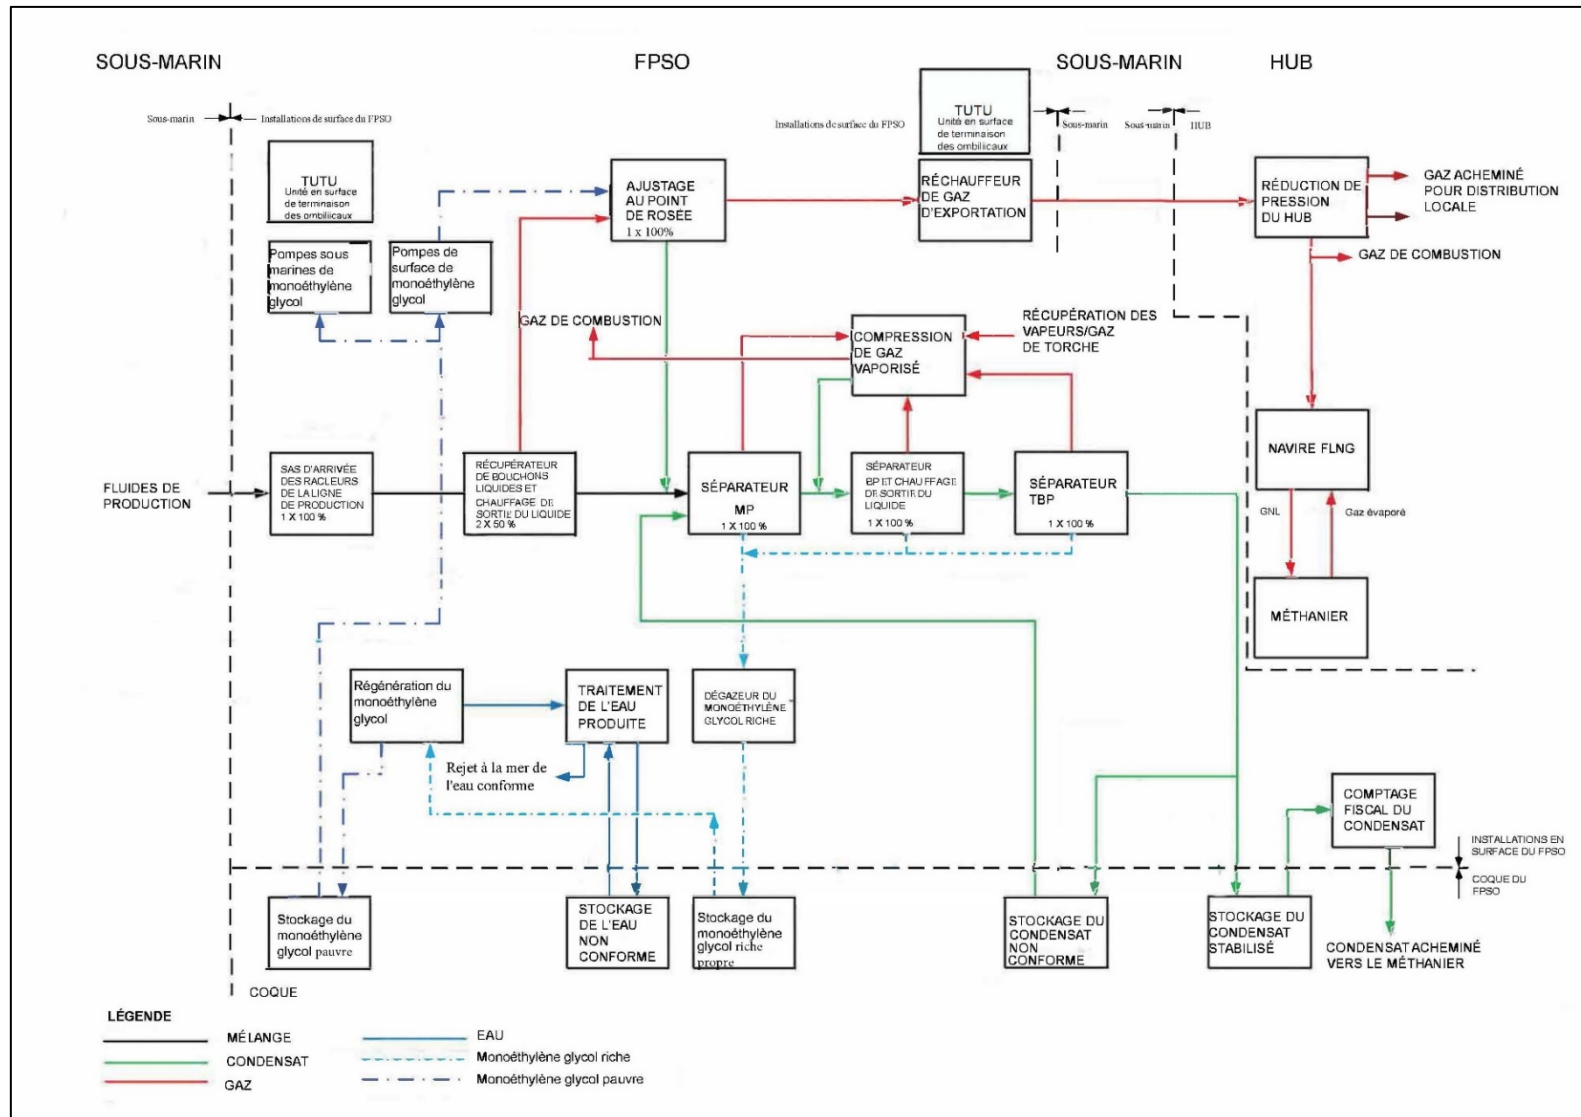 SOUS-MARIN
FPSO
SOUS-MARIN
HUB
Sous-marin
Installations de surface du FPSO
Installations de surface du FPSO
Sous-marin
Sous-marin
HUB
TUTU
Unité en surface
de terminaison
des ombiliicaux
TUTU
Unité en surface
de terminaison
des ombiliicaux
Pompes sous
marines de
monoéthylène
glycol
Pompes de
surface de
monoéthylène
glycol
AJUSTAGE
AU POINT
DE ROSÉE
1 x 100%
RÉCHAUFFEUR
DE GAZ
D'EXPORTATION
RÉDUCTION DE
PRESSION
DU HUB
GAZ ACHEMINÉ
POUR DISTRIBUTION
LOCALE
GAZ DE COMBUSTION
GAZ DE COMBUSTION
COMPRESSION
DE GAZ
VAPORISÉ
RÉCUPÉRATION DES
VAPEURS/GAZ
DE TORCHE
FLUIDES DE
PRODUCTION
SAS D'ARRIVÉE
DES RACLEURS
DE LA LIGNE
DE PRODUCTION
1 X 100 %
RÉCUPÉRATEUR
DE BOUCHONS
LIQUIDES ET
CHAUFFAGE DE
SORTIE DU LIQUIDE
2 X 50 %
SÉPARATEUR
MP
1 X 100 %
SÉPARATEUR
BP ET CHAUFFAGE
DE SORTIE DU
LIQUIDE
1 X 100 %
SÉPARATEUR
TBP
1 X 100 %
NAVIRE FLNG
GNL
Gaz évaporé
MÉTHANIER
Régénération du
monoéthylène
glycol
TRAITEMENT
DE L'EAU
PRODUITE
DÉGAZEUR DU
MONOÉTHYLÈNE
GLYCOL RICHE
Rejet à la mer de
l'eau conforme
COMPTAGE
FISCAL DU
CONDENSAT
INSTALLATIONS EN
SURFACE DU FPSO
COQUE DU
FPSO
Stockage du
monoéthylène
glycol pauvre
STOCKAGE
DE L'EAU
NON
CONFORME
Stockage du
monoéthylène
glycol riche
propre
STOCKAGE DU
CONDENSAT
NON
CONFORME
STOCKAGE DU
CONDENSAT
STABILISÉ
CONDENSAT ACHEMINÉ
VERS LE MÉTHANIER
COQUE
LÉGENDE
MÉLANGE
CONDENSAT
GAZ
EAU
Monoéthylène glycol riche
Monoéthylène glycol pauvre